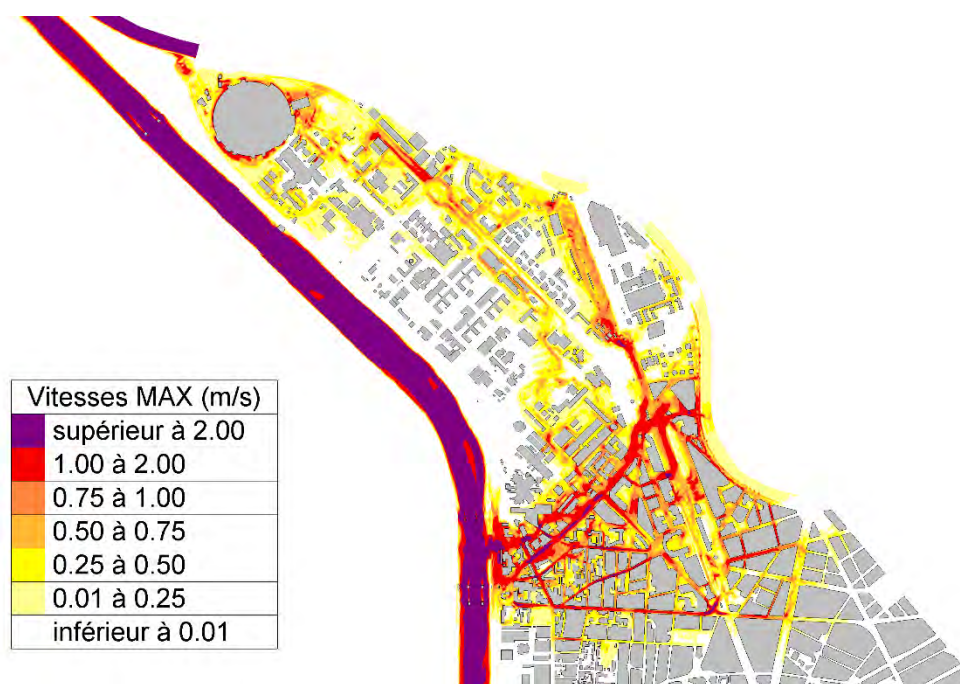 Vitesses MAX (m/s)
supérieur à 2.00
1.00 à 2.00
0.75 à 1.00
0.50 à 0.75
0.25 à 0.50
0.01 à 0.25
inférieur à 0.01